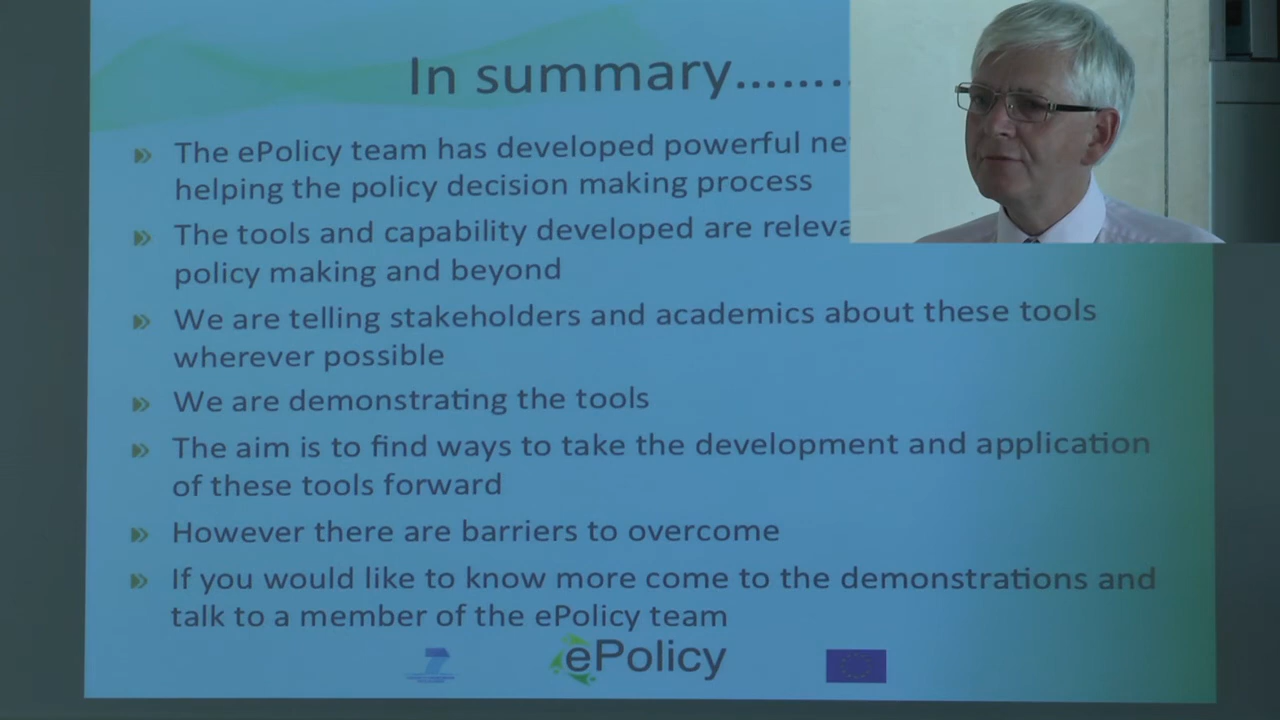 In summary........
The ePolicy team has developed powerful
helping the policy decision making process
The tools and capability developed are
policy making and beyond
We are telling stakeholders and academics about these tools
wherever possible
We are demonstrating the tools
The aim is to find ways to take the development and application
of these tools forward
However there are barriers to overcome
If you would like to know more come to the demonstrations and
talk to a member of the ePolicy team
7
ePolicy